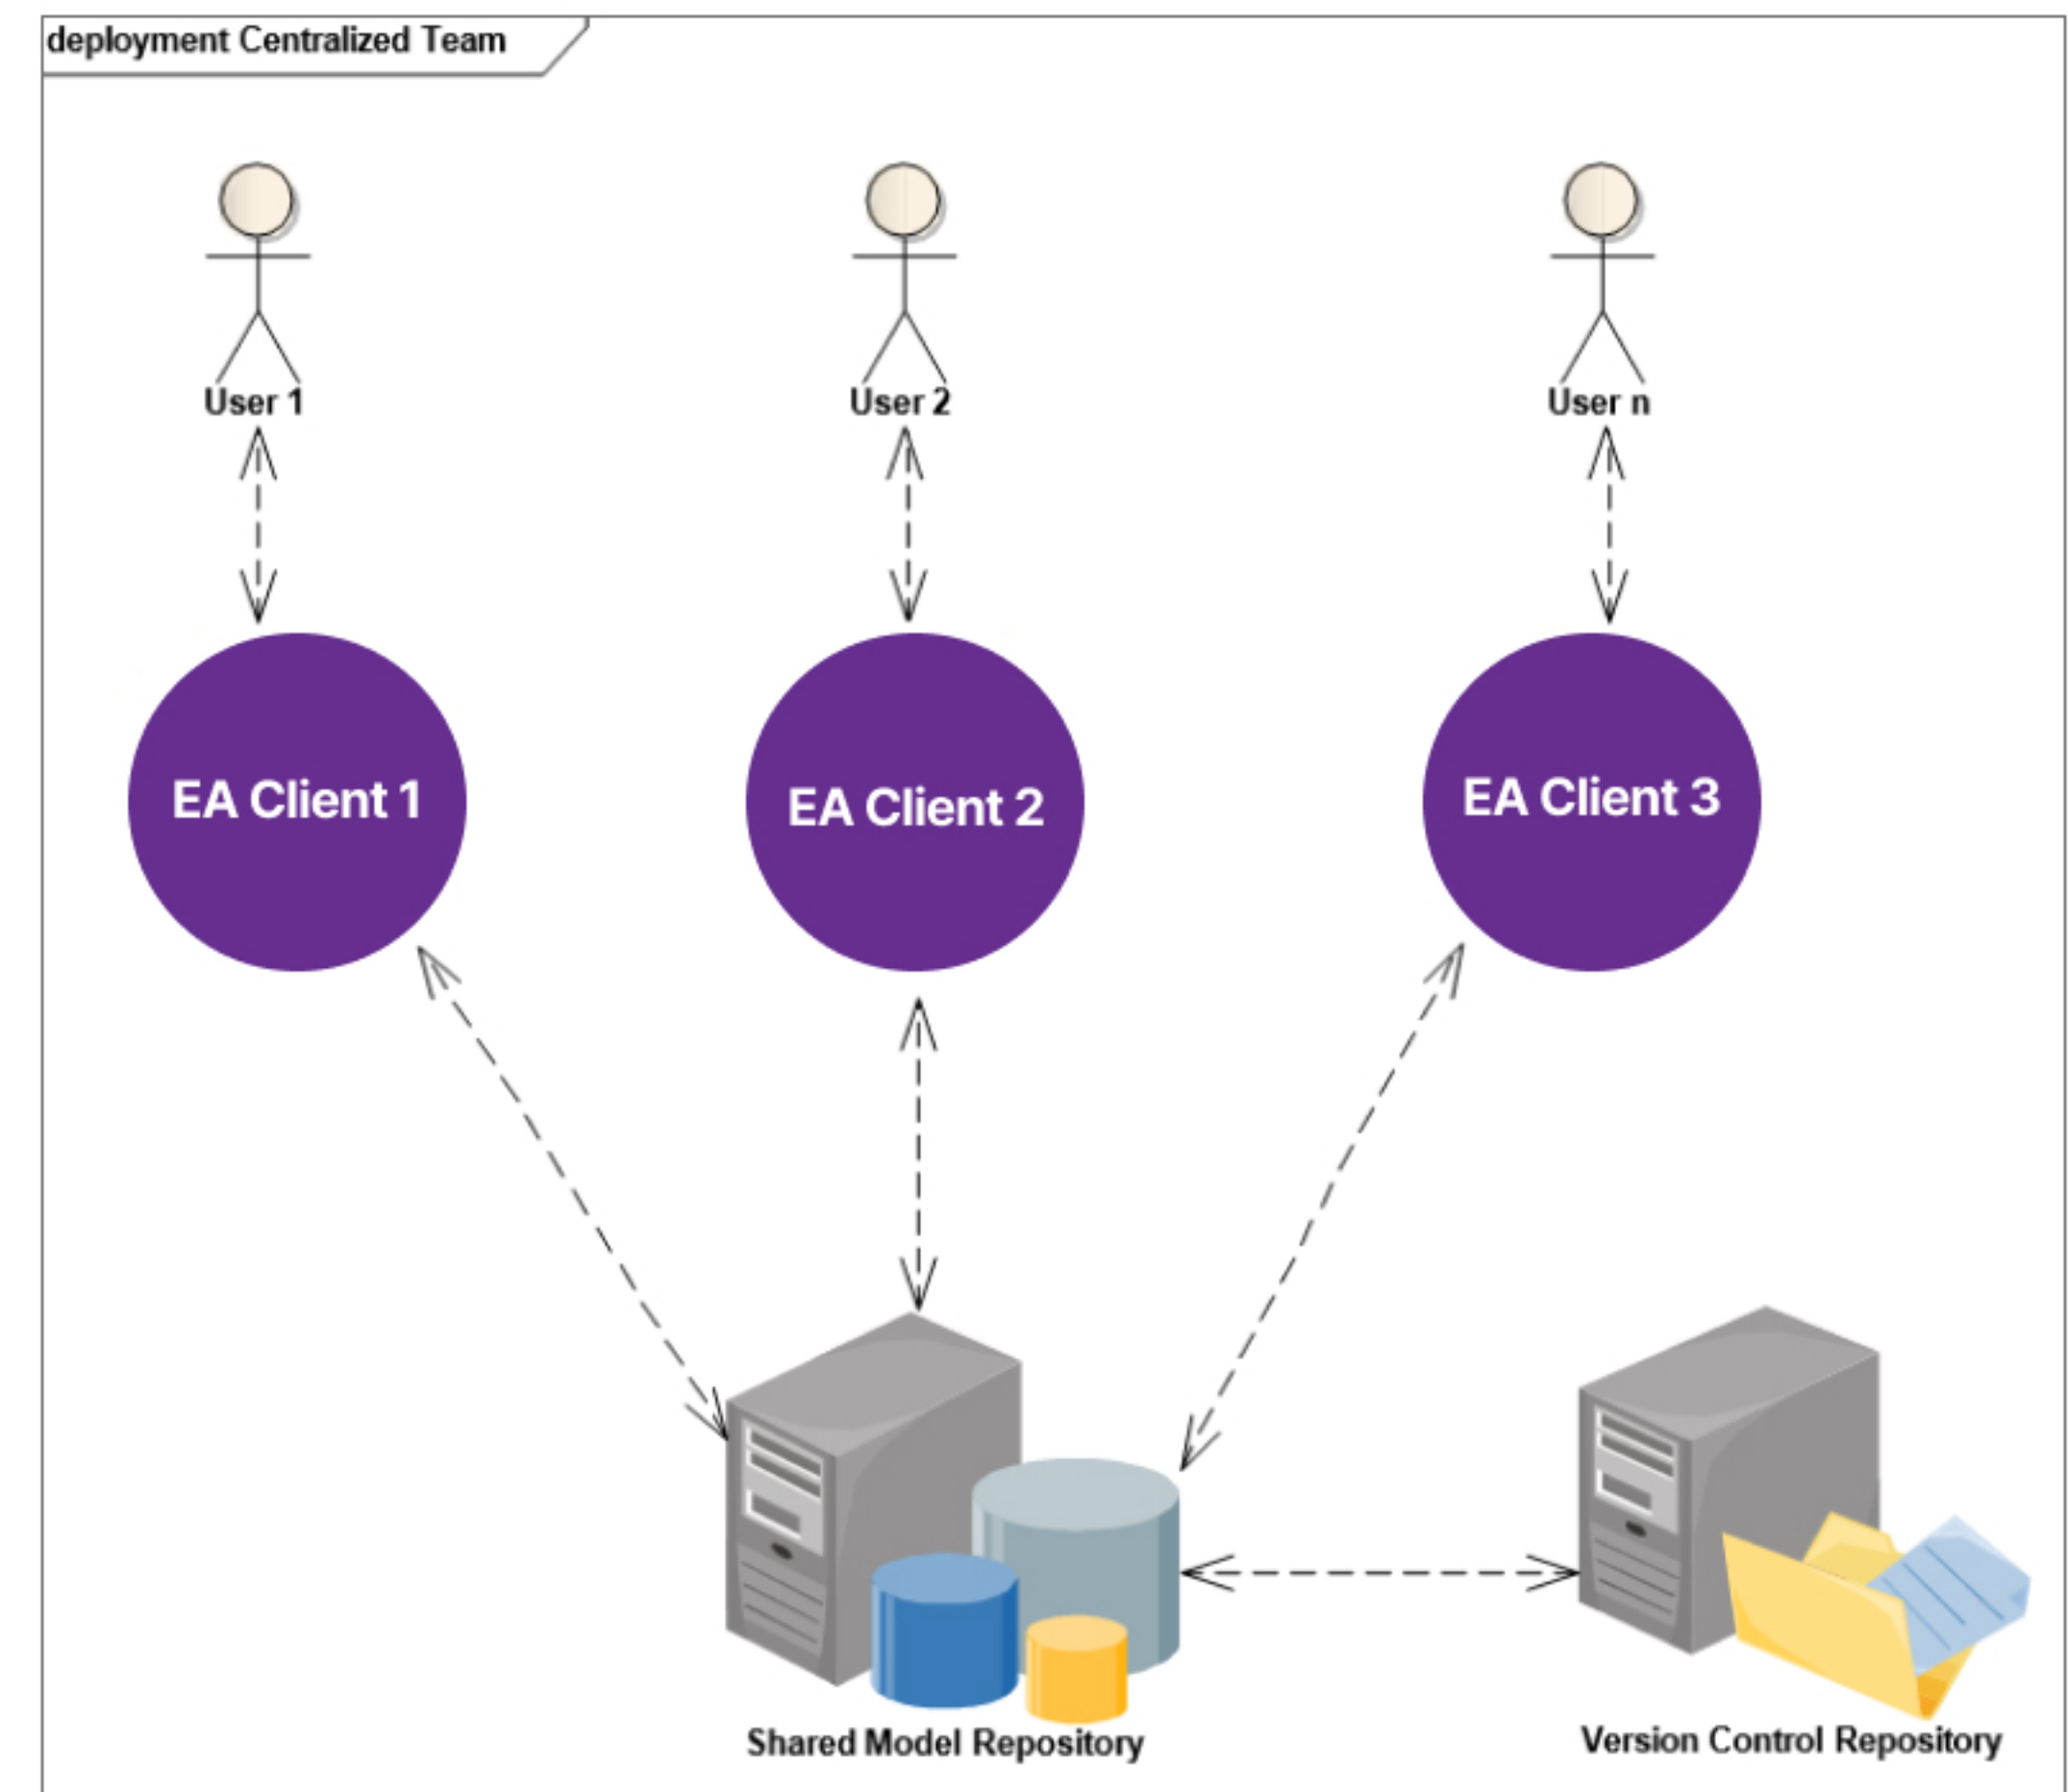 deployment Centralized Team
User 1
User 2
User n
EA Client 1
EA Client 2
EA Client 3
Shared Model Repository
Version Control Repository